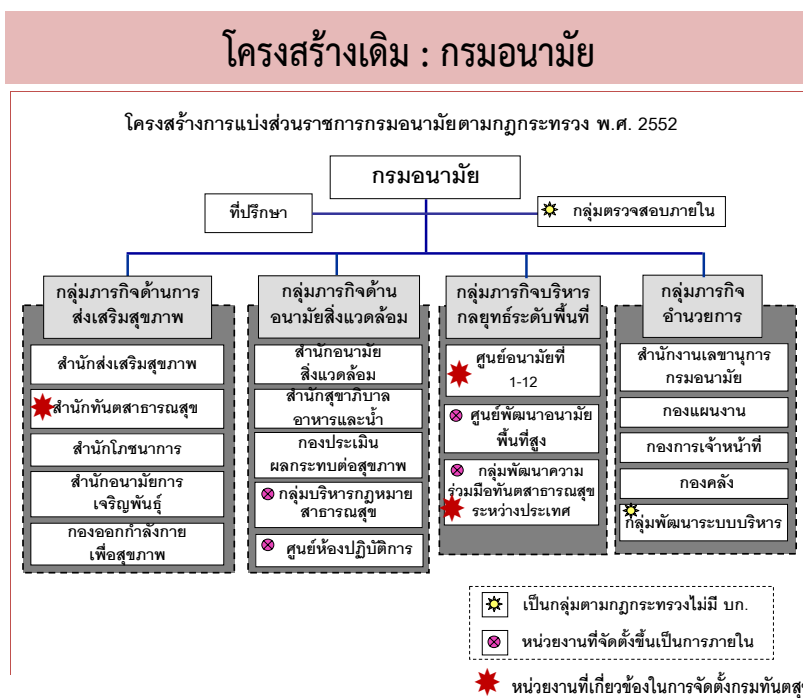 โครงสร้างเดิม : กรมอนามัย
โครงสร้างการแบ่งส่วนราชการกรมอนามัยตามกฎกระทรวง พ.ศ. 2552
กรมอนามัย
ที่ปรึกษา
กลุ่มตรวจสอบภายใน
กลุ่มภารกิจด้านการ
ส่งเสริมสุขภาพ
สำนักส่งเสริมสุขภาพ
สำนักทันตสาธารณสุข
สำนักโภชนาการ
สำนักอนามัยการ
เจริญพันธุ์
กองออกกำลังกาย
เพื่อสุขภาพ
กลุ่มภารกิจด้าน
อนามัยสิ่งแวดล้อม
สำนักอนามัย
สิ่งแวดล้อม
สำนักสุขาภิบาล
อาหารและน้ำ
กองประเมิน
ผลกระทบต่อสุขภาพ
กลุ่มบริหารกฎหมาย
สาธารณสุข
ศูนย์ห้องปฏิบัติการ
กลุ่มภารกิจบริหาร
กลยุทธ์ระดับพื้นที่
ศูนย์อนามัยที่
1-12
ศูนย์พัฒนาอนามัย
พื้นที่สูง
กลุ่มพัฒนาความ
ร่วมมือทันตสาธารณสุข
ระหว่างประเทศ
กลุ่มภารกิจ
อำนวยการ
สำนักงานเลขานุการ
กรมอนามัย
กองแผนงาน
กองการเจ้าหน้าที่
กองคลัง
กลุ่มพัฒนาระบบบริหาร
เป็นกลุ่มตามกฎกระทรวงไม่มี บก.
หน่วยงานที่จัดตั้งขึ้นเป็นการภายใน
หน่วยงานที่เกี่ยวข้องในการจัดตั้งกรมทันตสุ